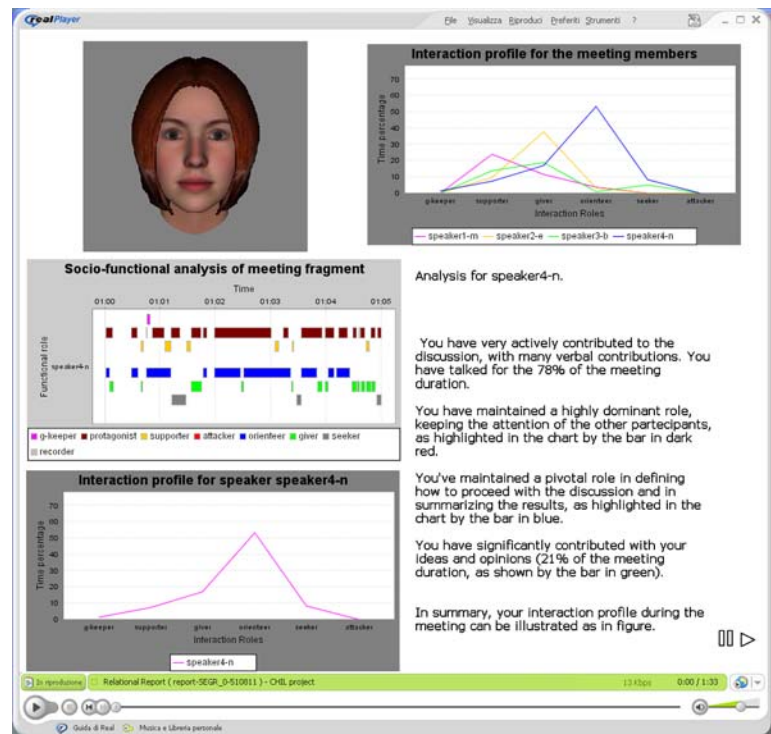 realPlayer
File Visualizza Riproduci Preferiti Strumenti ?
Interaction profile for the meeting members
Time percentage
70
60
50
40
30
20
10
0
g-keeper supporter giver orienteer seeker attacker
Interaction Roles
speaker1-m speaker2-e speaker3-b speaker4-n
Socio-functional analysis of meeting fragment
Time
01:00 01:01 01:02 01:03 01:04 01:05
Functional role
speaker4-n
g-keeper protagonist supporter attacker orienteer giver seeker
recorder
Interaction profile for speaker speaker4-n
Time percentage
70
60
50
40
30
20
10
0
g-keeper supporter giver orienteer seeker attacker
Interaction Roles
speaker4-n
Analysis for speaker4-n.
You have very actively contributed to the
discussion, with many verbal contributions. You
have talked for the 78% of the meeting
duration.
You have maintained a highly dominant role,
keeping the attention of the other partecipants,
as highlighted in the chart by the bar in dark
red.
You've maintained a pivotal role in defining
how to proceed with the discussion and in
summarizing the results, as highlighted in the
chart by the bar in blue.
You have significantly contributed with your
ideas and opinions (21% of the meeting
duration, as shown by the bar in green).
In summary, your interaction profile during the
meeting can be illustrated as in figure.
In riproduzione Relational Report ( report-SEGR_0-510811 ) - CHIL project 13 Kbps 0:00 / 1:33
Guida di Real Musica e Libreria personale